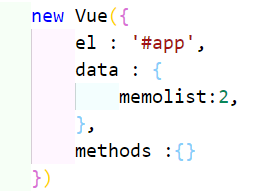 new Vue({
    el : '#app',
    data : {
        memolist:2,
    },
    methods :{}
})